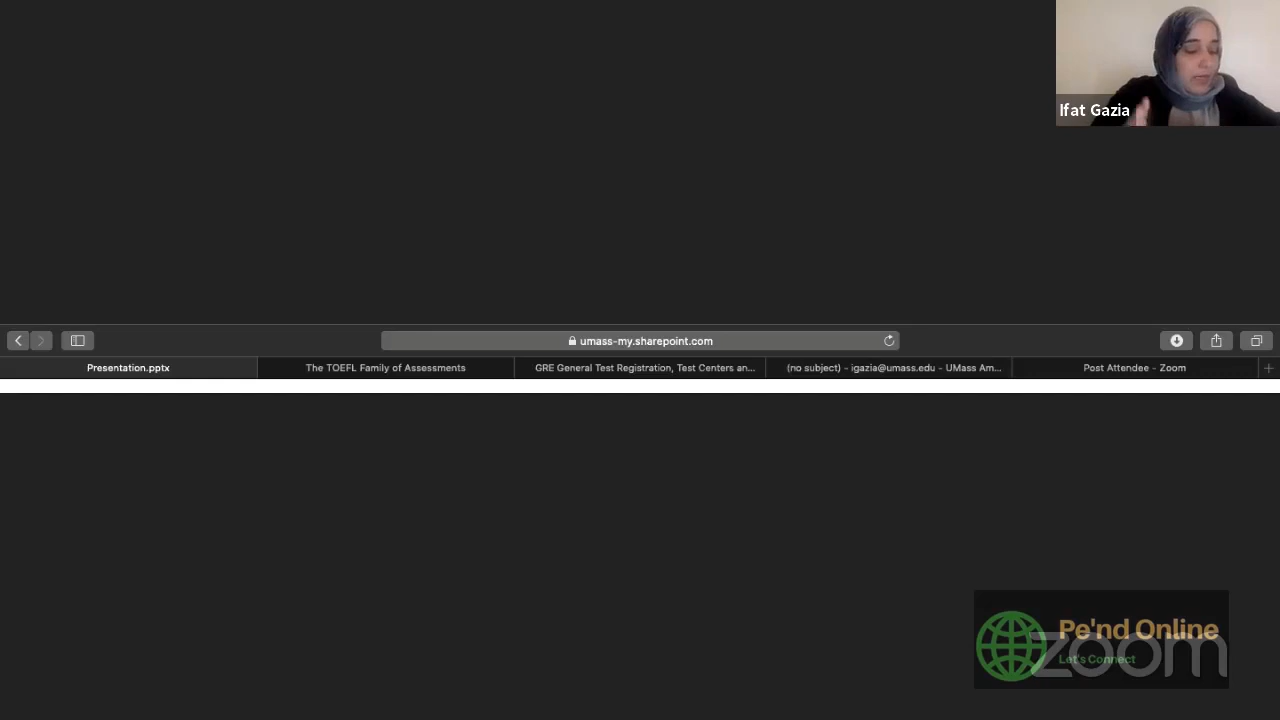 Ifat Gazia
umass-my.sharepoint.com
Presentation.pptx
The TOEFL Family of Assessments
GRE General Test Registration, Test Centers an...
(no subject) - igazia@umass.edu - UMass Am...
Post Attendee - Zoom
Pe'nd Online
Let's Connect
zoom